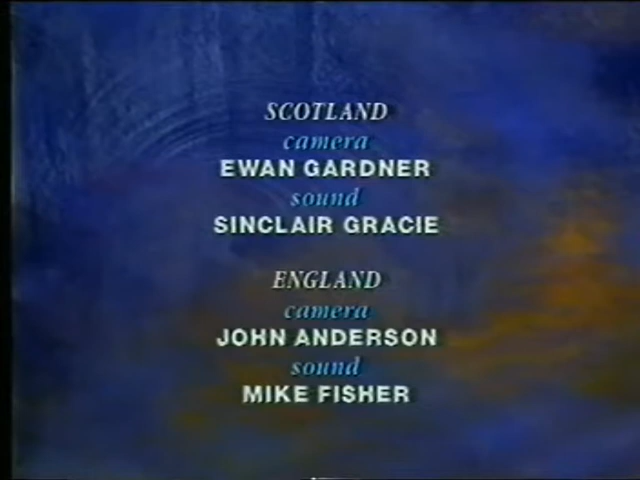 SCOTLAND
camera
EWAN GARDNER
sound
SINCLAIR GRACIE
ENGLAND
camera
JOHN ANDERSON
sound
MIKE FISHER